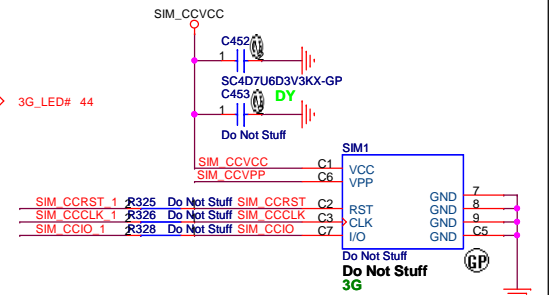 SIM_CCVCC
C452
1
SC4D7U6D3V3KX-GP
C453 DY
1
Do Not Stuff
3G_LED# 44
SIM1
SIM_CCVCC C1 VCC
SIM_CCVPP C6 VPP
GND 7
SIM_CCRST_1 R325 Do Not Stuff SIM_CCRST C2 RST GND 8
SIM_CCCLK_1 R326 Do Not Stuff SIM_CCCLK C3 CLK GND 9
SIM_CCIO_1 R328 Do Not Stuff SIM_CCIO C7 I/O GND C5
Do Not Stuff
GP
Do Not Stuff
3G